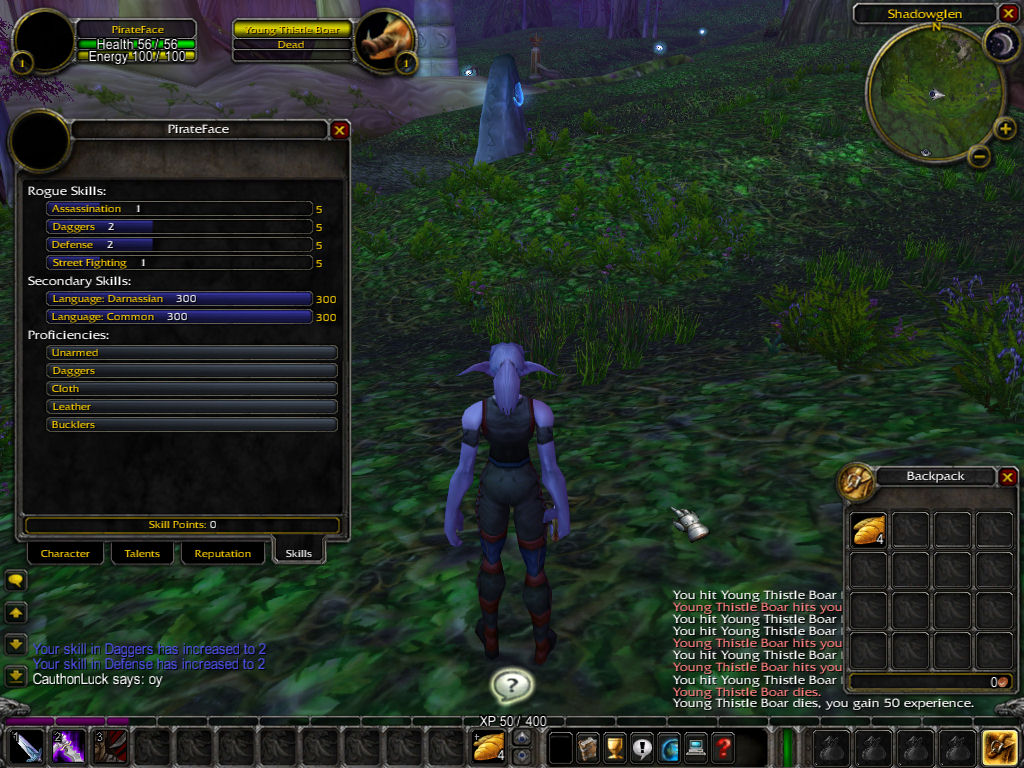 PirateFace
Health 56 / 56
Energy 100 / 100
1
Young Thistle Boar
Dead
1
Shadowglen
N
PirateFace
Rogue Skills:
Assassination 1 5
Daggers 2 5
Defense 2 5
Street Fighting 1 5
Secondary Skills:
Language: Darnassian 300 300
Language: Common 300 300
Proficiencies:
Unarmed
Daggers
Cloth
Leather
Bucklers
Skill Points: 0
Character Talents Reputation Skills
Backpack
4
0
You hit Young Thistle Boar
Young Thistle Boar hits you
You hit Young Thistle Boar
You hit Young Thistle Boar
Young Thistle Boar hits you
You hit Young Thistle Boar
Young Thistle Boar hits you
You hit Young Thistle Boar
Young Thistle Boar dies.
Young Thistle Boar dies, you gain 50 experience.
Your skill in Daggers has increased to 2
Your skill in Defense has increased to 2
CauthonLuck says: oy
?
XP 50 / 400
1 2 3 + 4 ! ?